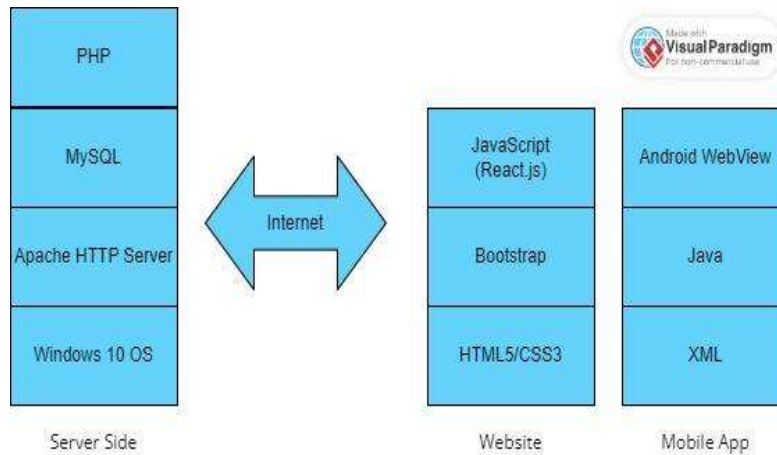 PHP
MySQL
Apache HTTP Server
Windows 10 OS
Server Side
Internet
JavaScript
(React.js)
Bootstrap
HTML5/CSS3
Website
Made with
Visual Paradigm
For non-commercial use
Android WebView
Java
XML
Mobile App